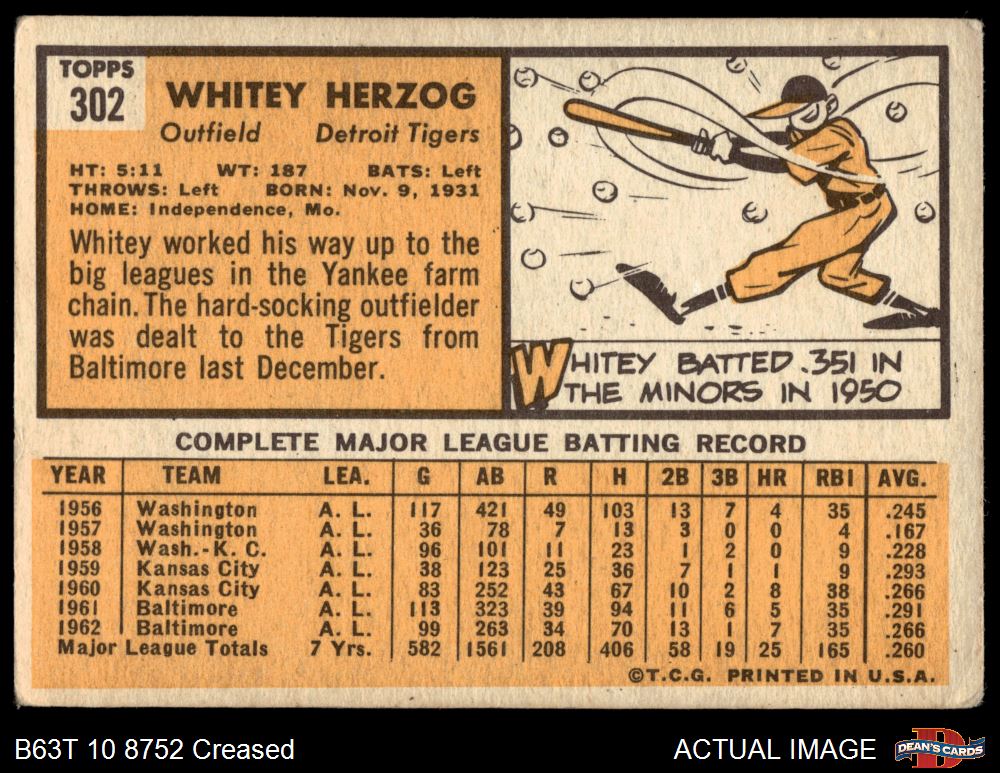 TOPPS
302
WHITEY HERZOG
Outfield Detroit Tigers
HT: 5:11 WT: 187 BATS: Left
THROWS: Left BORN: Nov. 9, 1931
HOME: Independence, Mo.
Whitey worked his way up to the
big leagues in the Yankee farm
chain. The hard-socking outfielder
was dealt to the Tigers from
Baltimore last December.
WHITEY BATTED .351 IN
THE MINORS IN 1950
COMPLETE MAJOR LEAGUE BATTING RECORD
YEAR TEAM LEA. G AB R H 2B 3B HR RBI AVG.
1956 Washington A. L. 117 421 49 103 13 7 4 35 .245
1957 Washington A. L. 36 78 7 13 3 0 0 4 .167
1958 Wash.-K. C. A. L. 96 101 11 23 1 2 0 9 .228
1959 Kansas City A. L. 38 123 25 36 7 1 1 9 .293
1960 Kansas City A. L. 83 252 43 67 10 2 8 38 .266
1961 Baltimore A. L. 113 323 39 94 11 6 5 35 .291
1962 Baltimore A. L. 99 263 34 70 13 1 7 35 .266
Major League Totals 7 Yrs. 582 1561 208 406 58 19 25 165 .260
©T.C.G. PRINTED IN U.S.A.
B63T 10 8752 Creased
ACTUAL IMAGE
D
DEAN'S CARDS